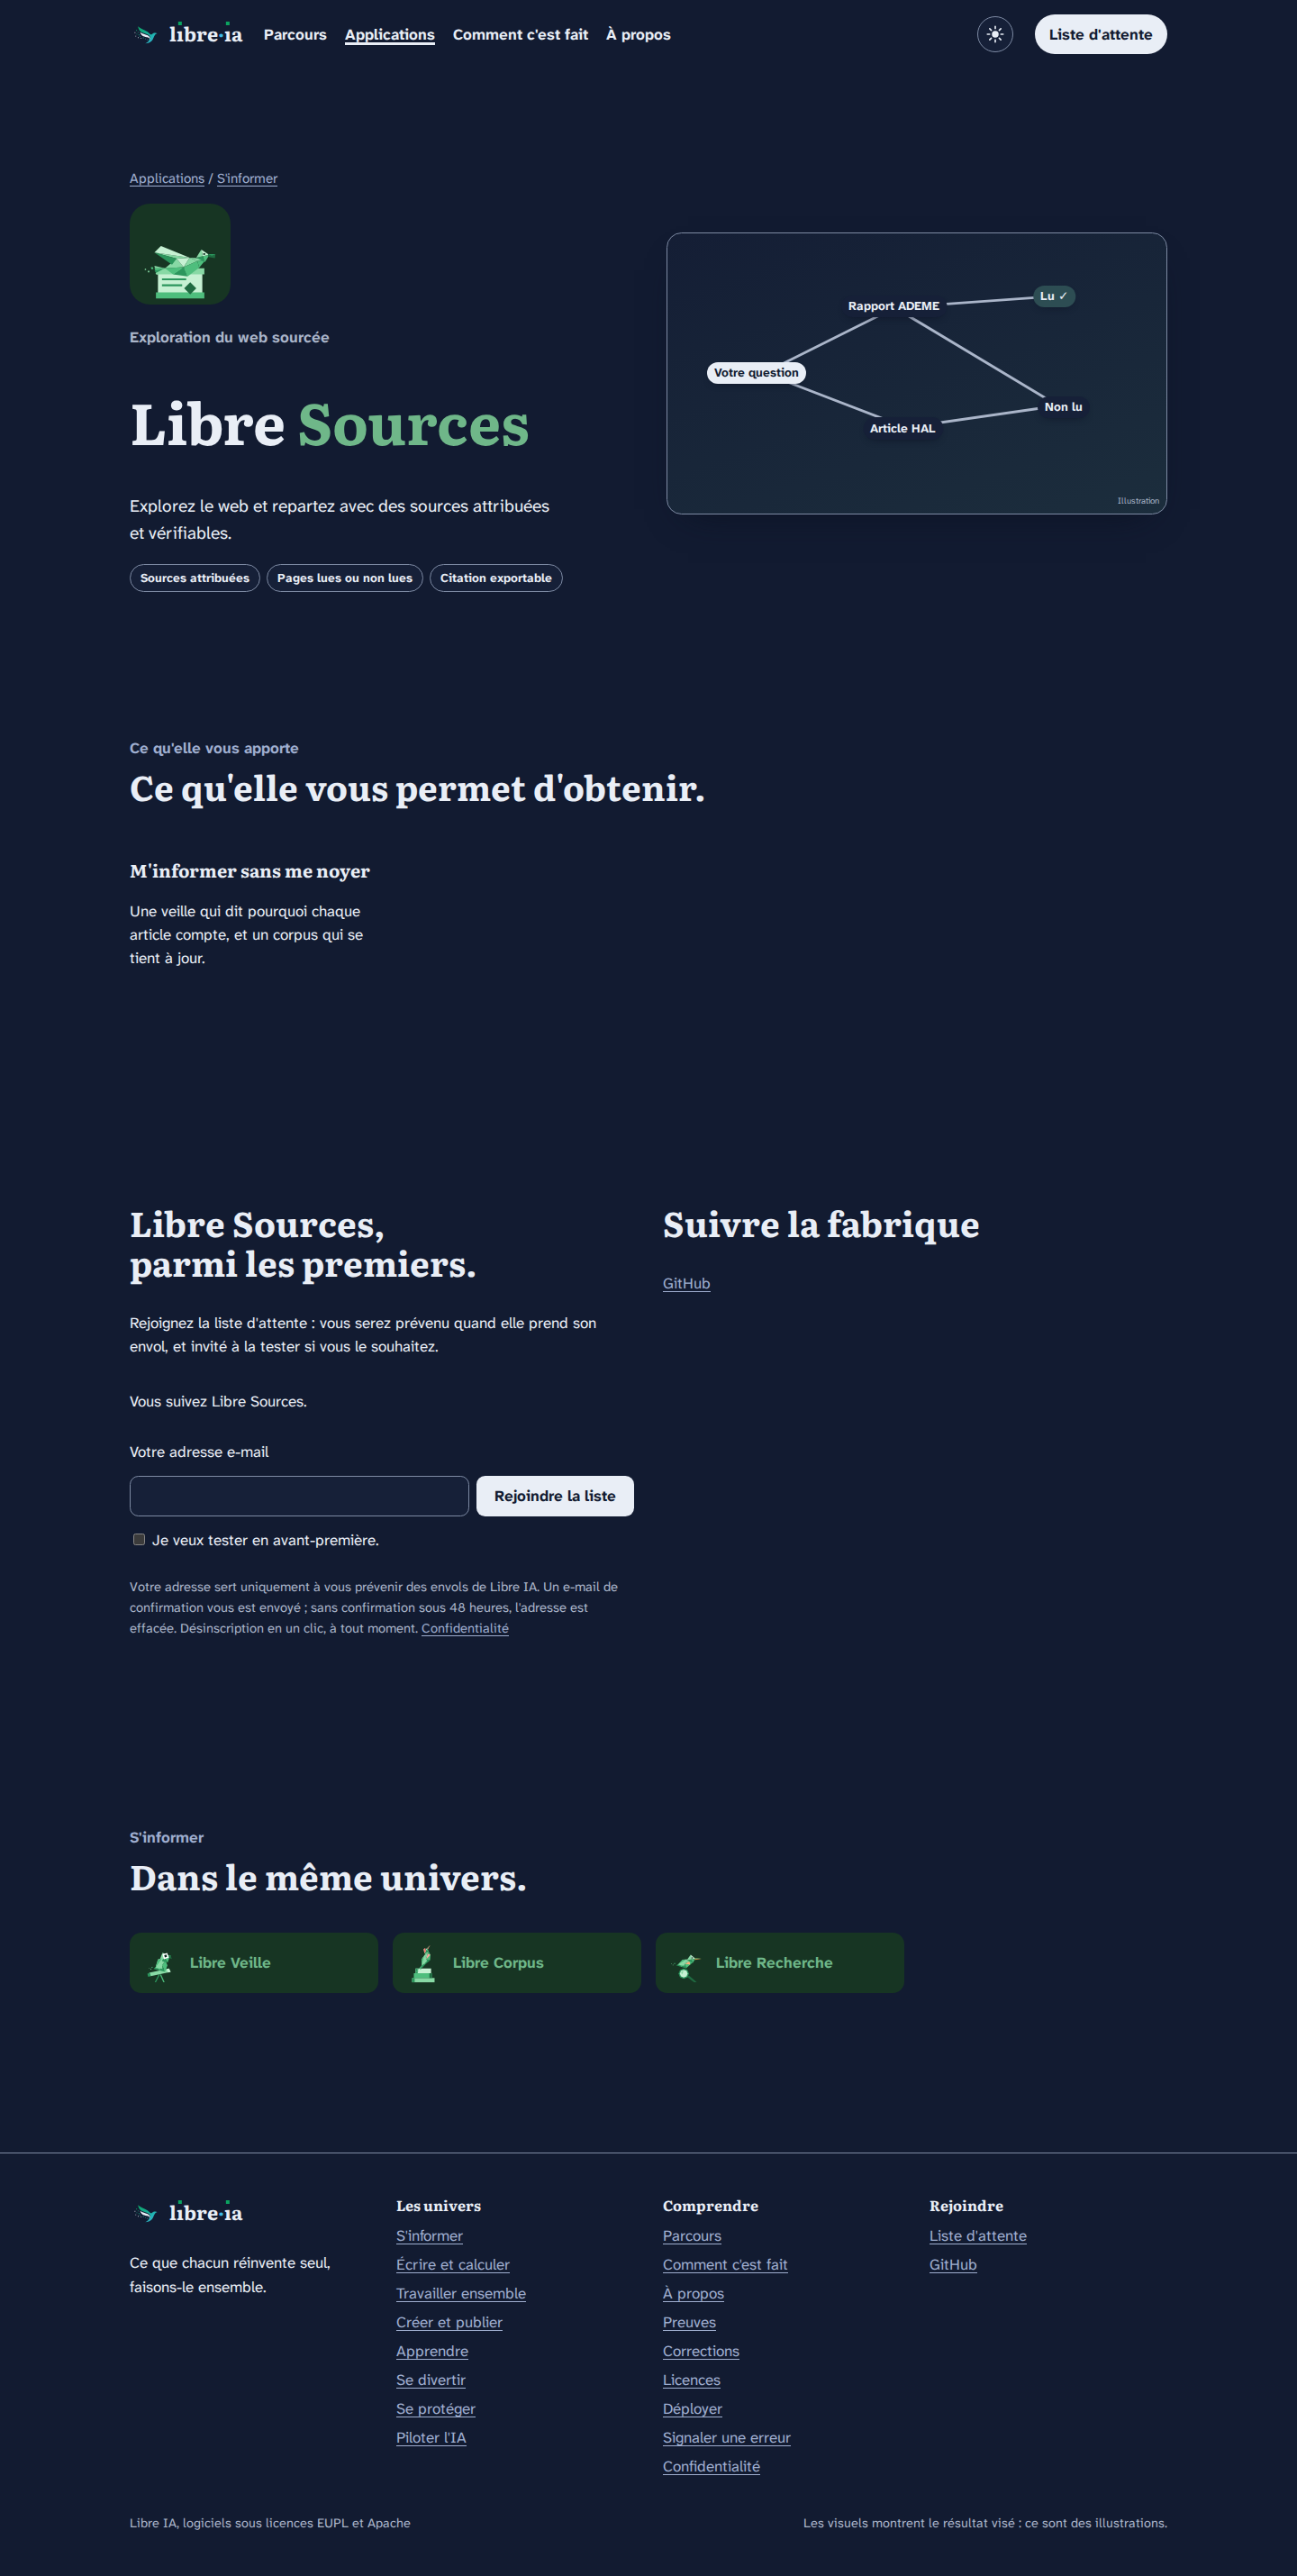 libre·ia
Parcours
Applications
Comment c'est fait
À propos
Liste d'attente
Applications / S'informer
Exploration du web sourcée
Libre Sources
Explorez le web et repartez avec des sources attribuées
et vérifiables.
Sources attribuées
Pages lues ou non lues
Citation exportable
Rapport ADEME
Lu ✓
Votre question
Non lu
Article HAL
Illustration
Ce qu'elle vous apporte
Ce qu'elle vous permet d'obtenir.
M'informer sans me noyer
Une veille qui dit pourquoi chaque
article compte, et un corpus qui se
tient à jour.
Libre Sources,
parmi les premiers.
Rejoignez la liste d'attente : vous serez prévenu quand elle prend son
envol, et invité à la tester si vous le souhaitez.
Vous suivez Libre Sources.
Votre adresse e-mail
Rejoindre la liste
Je veux tester en avant-première.
Votre adresse sert uniquement à vous prévenir des envols de Libre IA. Un e-mail de
confirmation vous est envoyé ; sans confirmation sous 48 heures, l'adresse est
effacée. Désinscription en un clic, à tout moment. Confidentialité
Suivre la fabrique
GitHub
S'informer
Dans le même univers.
Libre Veille
Libre Corpus
Libre Recherche
libre·ia
Ce que chacun réinvente seul,
faisons-le ensemble.
Les univers
S'informer
Écrire et calculer
Travailler ensemble
Créer et publier
Apprendre
Se divertir
Se protéger
Piloter l'IA
Comprendre
Parcours
Comment c'est fait
À propos
Preuves
Corrections
Licences
Déployer
Signaler une erreur
Confidentialité
Rejoindre
Liste d'attente
GitHub
Libre IA, logiciels sous licences EUPL et Apache
Les visuels montrent le résultat visé : ce sont des illustrations.